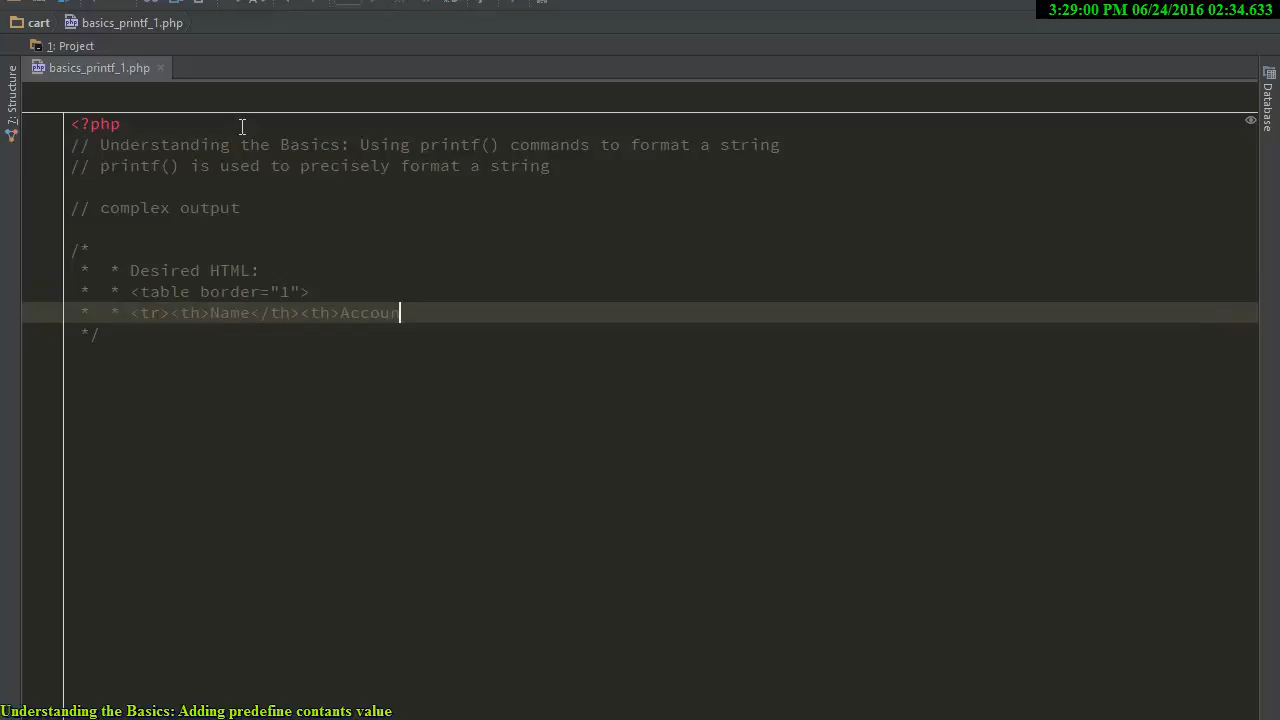 3:29:00 PM 06/24/2016 02:34.633
cart basics_printf_1.php
1: Project
basics_printf_1.php
7: Structure
Database
<?php
// Understanding the Basics: Using printf() commands to format a string
// printf() is used to precisely format a string
// complex output
/*
* * Desired HTML:
* * <table border="1">
* * <tr><th>Name</th><th>Accoun
*/
Understanding the Basics: Adding predefine contants value